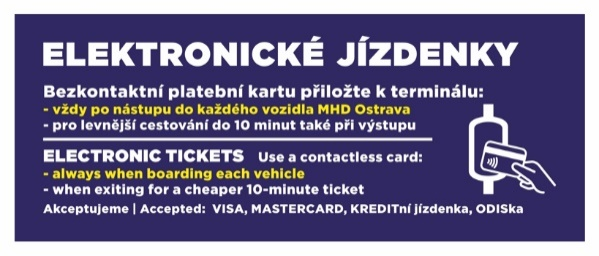 ELEKTRONICKÉ JÍZDENKY
Bezkontaktní platební kartu přiložte k terminálu:
- vždy po nástupu do každého vozidla MHD Ostrava
- pro levnější cestování do 10 minut také při výstupu
ELECTRONIC TICKETS Use a contactless card:
- always when boarding each vehicle
- when exiting for a cheaper 10-minute ticket
Akceptujeme | Accepted: VISA, MASTERCARD, KREDITní jízdenka, ODISka